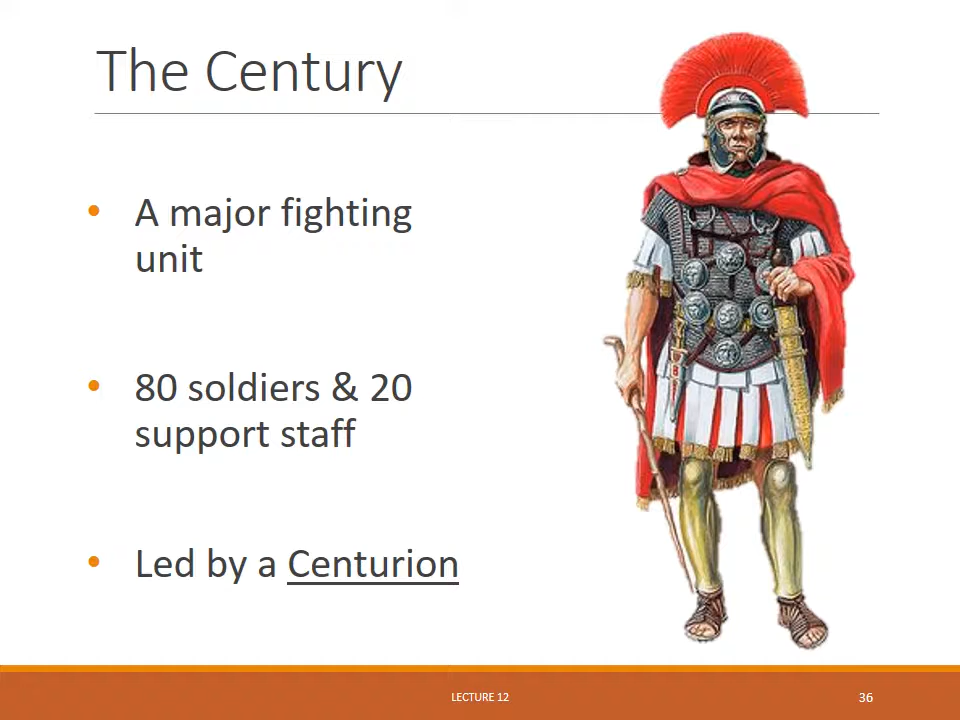 The Century
• A major fighting
unit
• 80 soldiers & 20
support staff
• Led by a Centurion
LECTURE 12
36